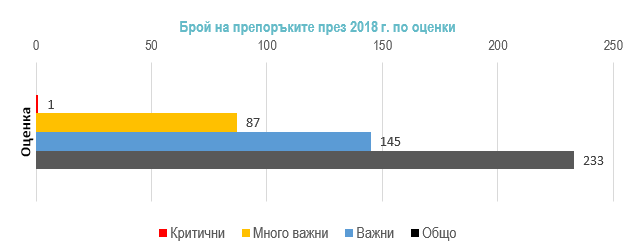 Брой на препоръките през 2018 г. по оценки
0 50 100 150 200 250
Оценка
1
87
145
233
Критични Много важни Важни Общо